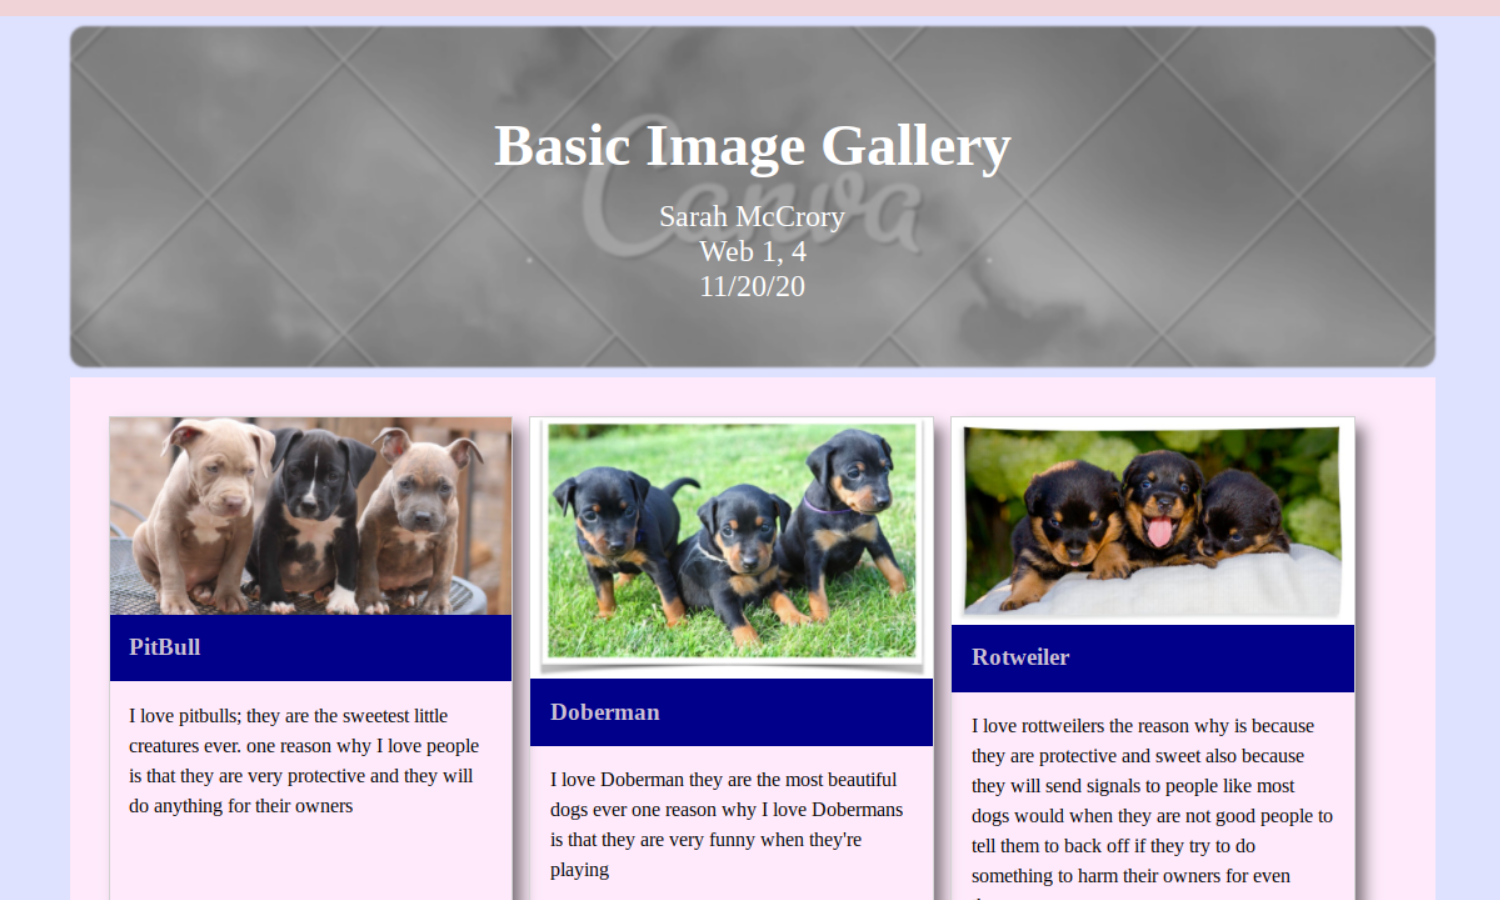 Canva
Basic Image Gallery
Sarah McCrory
Web 1, 4
11/20/20
PitBull
I love pitbulls; they are the sweetest little
creatures ever. one reason why I love people
is that they are very protective and they will
do anything for their owners
Doberman
I love Doberman they are the most beautiful
dogs ever one reason why I love Dobermans
is that they are very funny when they're
playing
Rotweiler
I love rottweilers the reason why is because
they are protective and sweet also because
they will send signals to people like most
dogs would when they are not good people to
tell them to back off if they try to do
something to harm their owners for even